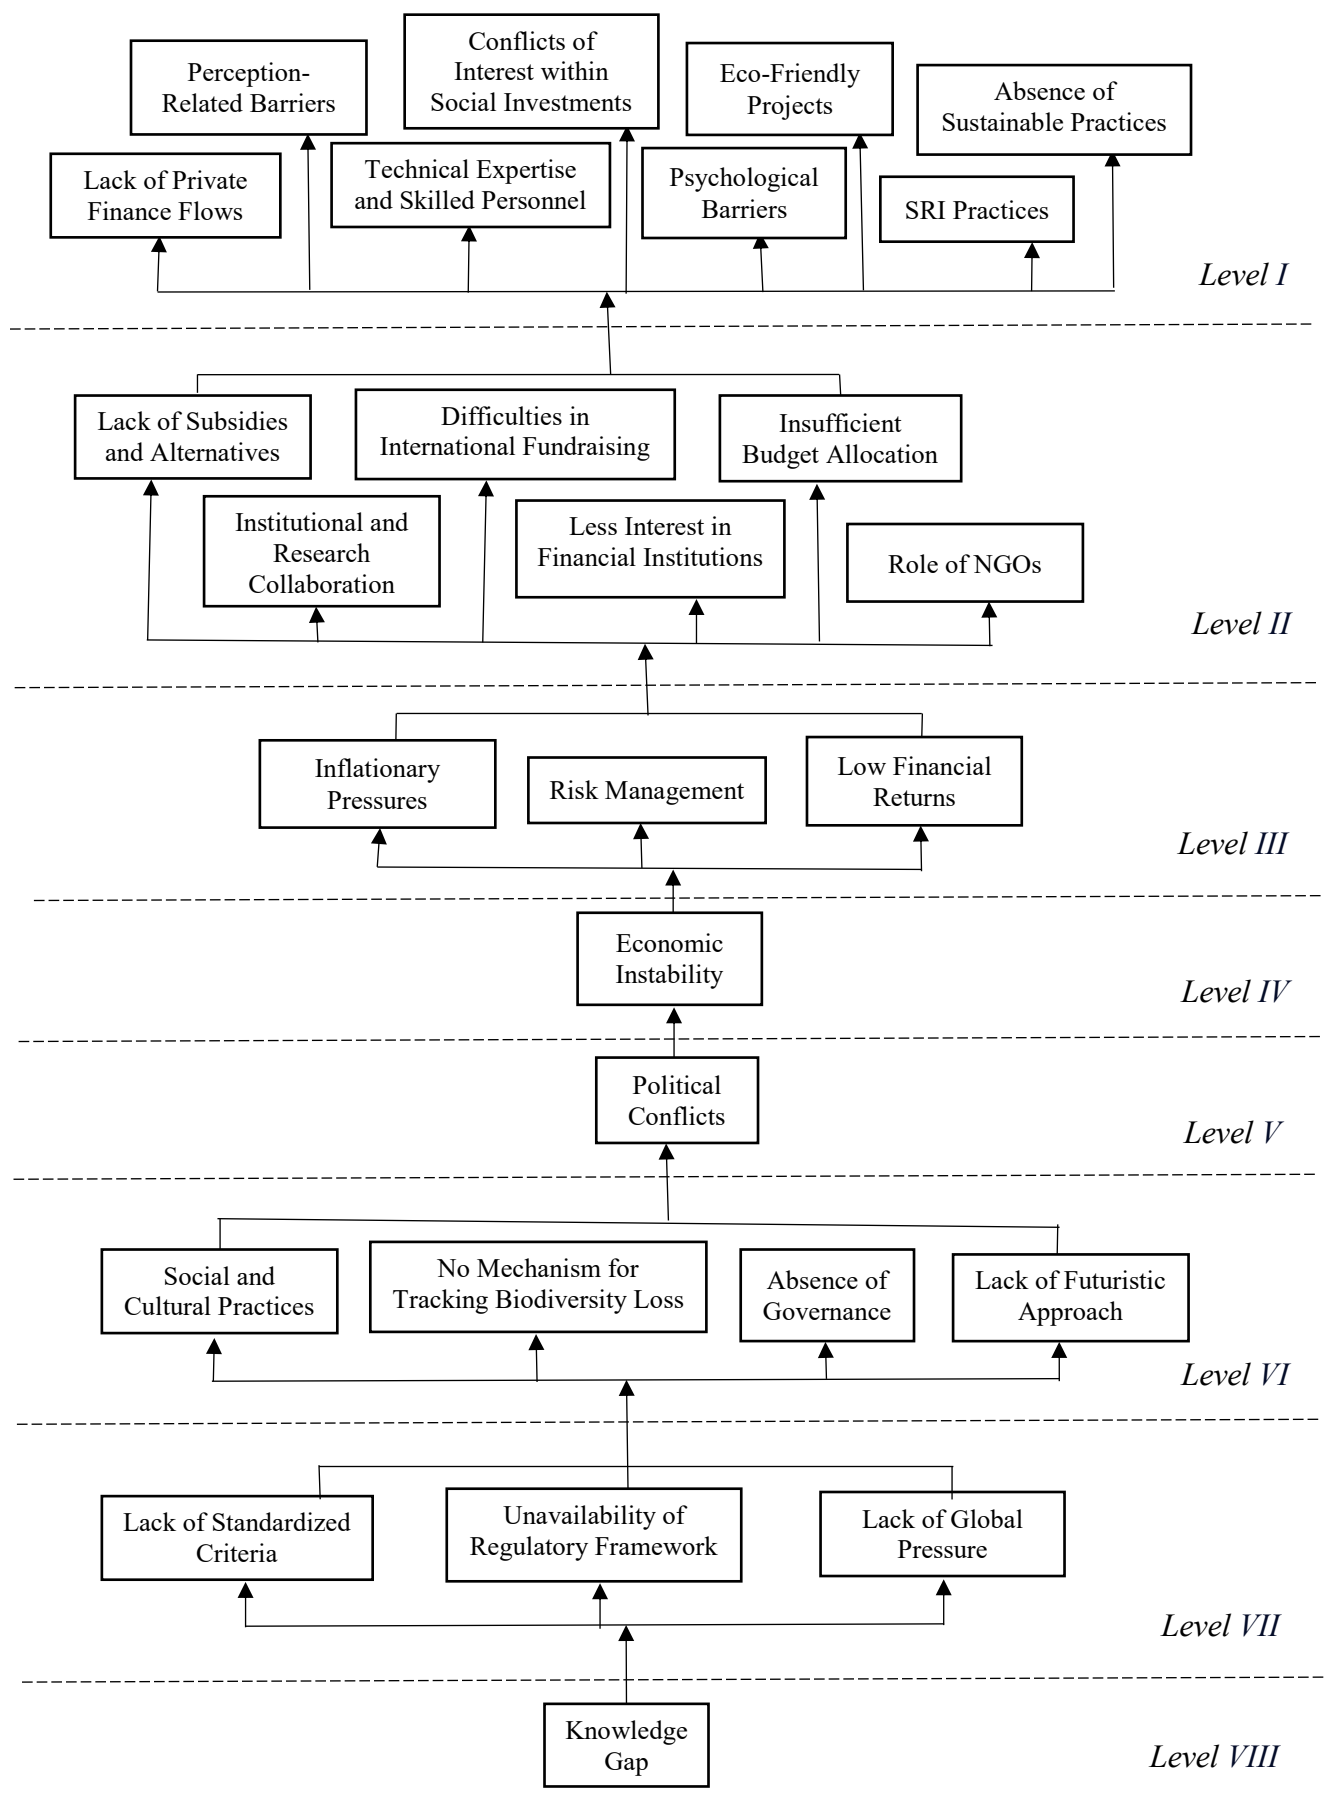 Conflicts of
Interest within
Social Investments
Perception-
Related Barriers
Eco-Friendly
Projects
Absence of
Sustainable Practices
Lack of Private
Finance Flows
Technical Expertise
and Skilled Personnel
Psychological
Barriers
SRI Practices
Level I
Lack of Subsidies
and Alternatives
Difficulties in
International Fundraising
Insufficient
Budget Allocation
Institutional and
Research
Collaboration
Less Interest in
Financial Institutions
Role of NGOs
Level II
Inflationary
Pressures
Risk Management
Low Financial
Returns
Level III
Economic
Instability
Level IV
Political
Conflicts
Level V
Social and
Cultural Practices
No Mechanism for
Tracking Biodiversity Loss
Absence of
Governance
Lack of Futuristic
Approach
Level VI
Lack of Standardized
Criteria
Unavailability of
Regulatory Framework
Lack of Global
Pressure
Level VII
Knowledge
Gap
Level VIII